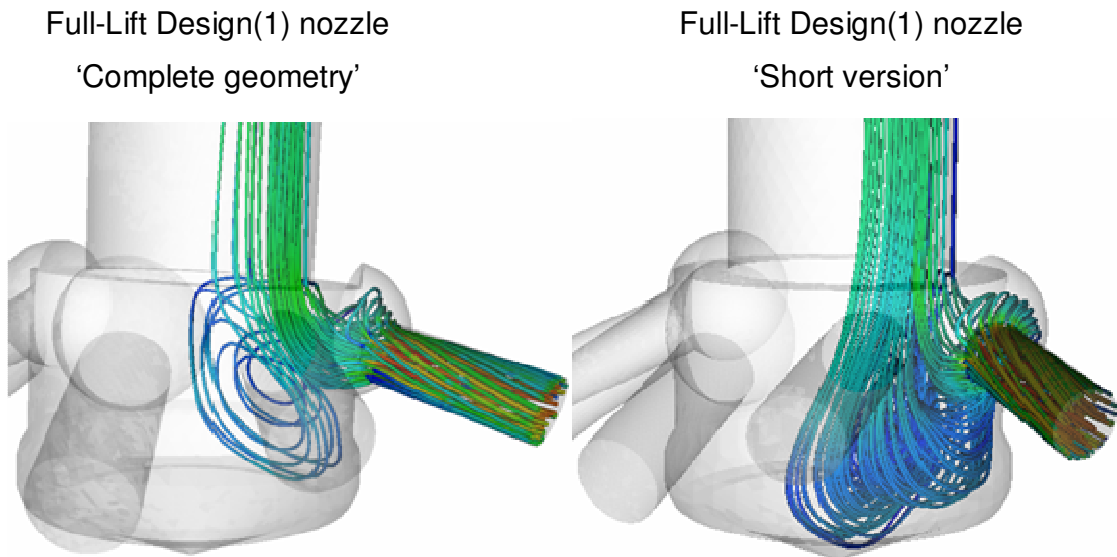 Full-Lift Design(1) nozzle
‘Complete geometry’
Full-Lift Design(1) nozzle
‘Short version’